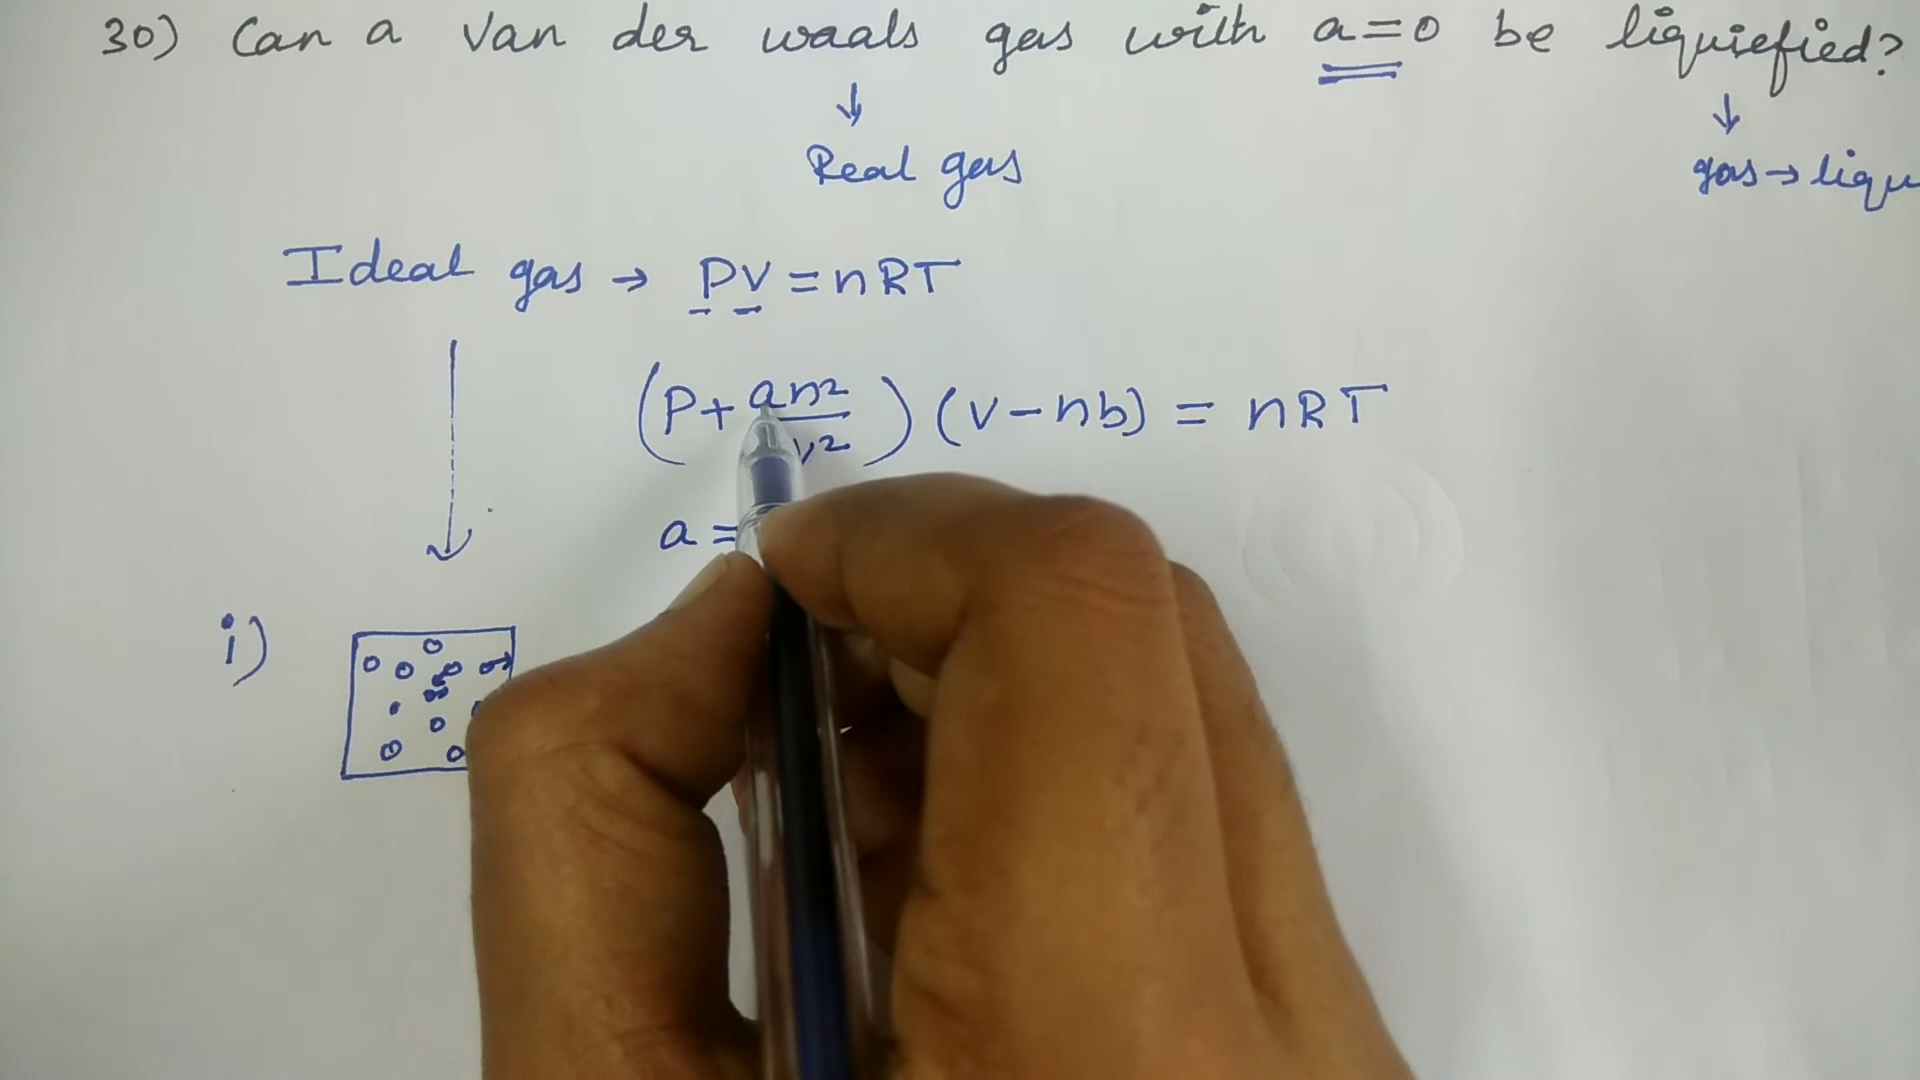 30) Can a Van der waals gas with a=0 be liquiefied?
↓ ↓
Real gas gas→liqu
Ideal gas → PV=nRT
(P+an²/V²)(V-nb) = nRT
a=
i)